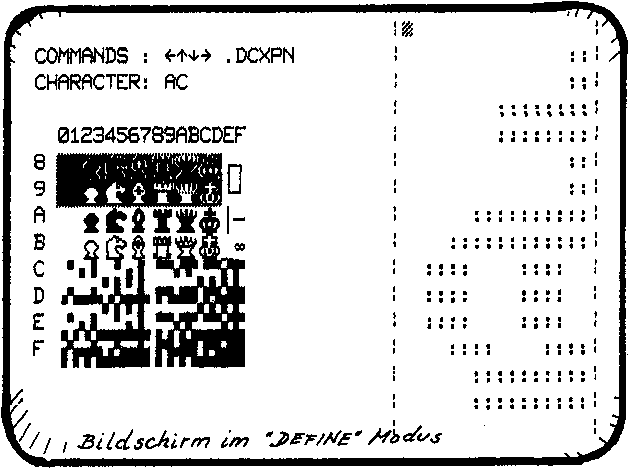 COMMANDS : ←↑↓→ .DCXPN
CHARACTER: AC
0123456789ABCDEF
8
9
A
B
C
D
E
F
Bildschirm im "DEFINE" Modus